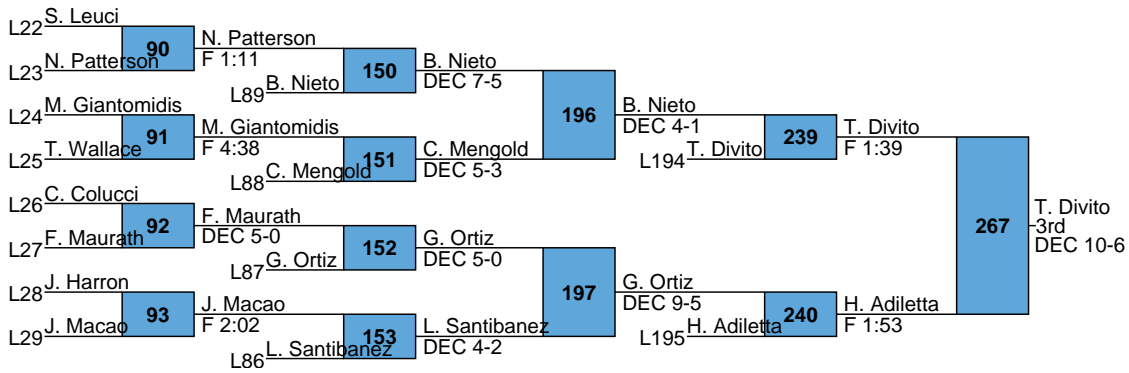 S. Leuci
L22
90
N. Patterson
F 1:11
N. Patterson
L23
150
B. Nieto
DEC 7-5
B. Nieto
L89
M. Giantomidis
L24
91
M. Giantomidis
F 4:38
T. Wallace
L25
151
C. Mengold
DEC 5-3
C. Mengold
L88
196
B. Nieto
DEC 4-1
239
T. Divito
F 1:39
T. Divito
L194
C. Colucci
L26
92
F. Maurath
DEC 5-0
F. Maurath
L27
152
G. Ortiz
DEC 5-0
G. Ortiz
L87
J. Harron
L28
93
J. Macao
F 2:02
J. Macao
L29
153
L. Santibanez
DEC 4-2
L. Santibanez
L86
197
G. Ortiz
DEC 9-5
240
H. Adiletta
F 1:53
H. Adiletta
L195
267
T. Divito
3rd
DEC 10-6